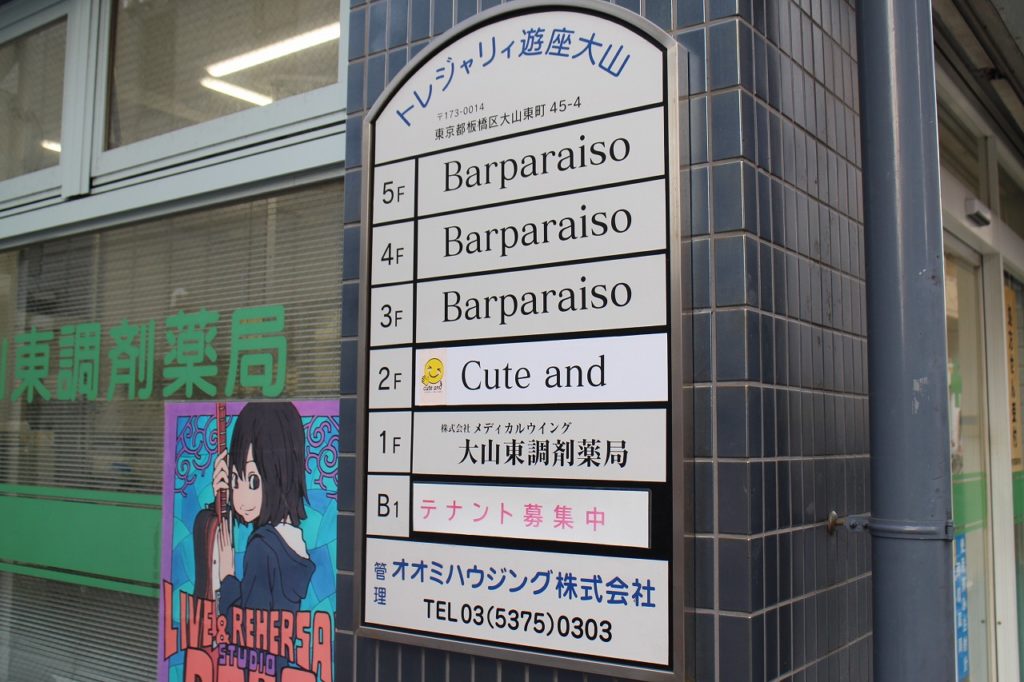 トレジャリィ遊座大山
〒173-0014
東京都板橋区大山東町 45-4
5F Barparaiso
4F Barparaiso
3F Barparaiso
2F cute and Cute and
1F 株式会社 メディカルウイング
大山東調剤薬局
B1 テナント募集中
管理 オオミハウジング株式会社
TEL 03(5375)0303
山東調剤薬局
LIVE&REHERSA
STUDIO